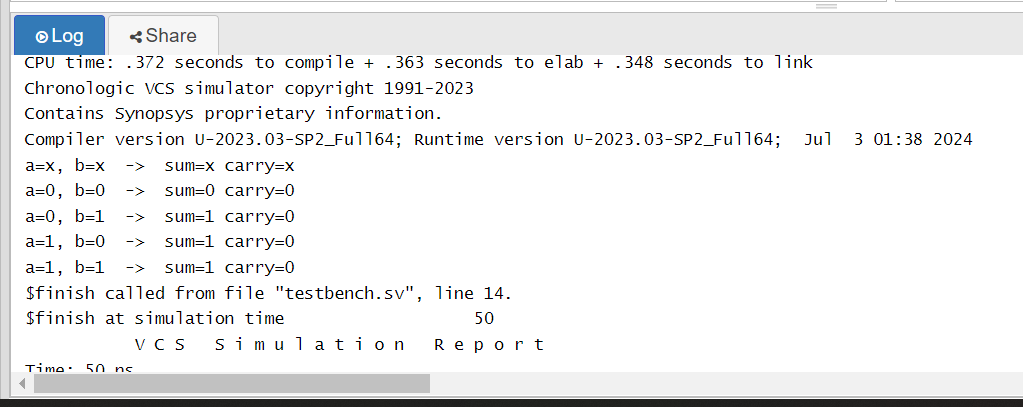 Log Share
CPU time: .372 seconds to compile + .363 seconds to elab + .348 seconds to link
Chronologic VCS simulator copyright 1991-2023
Contains Synopsys proprietary information.
Compiler version U-2023.03-SP2_Full64; Runtime version U-2023.03-SP2_Full64;  Jul  3 01:38 2024
a=x, b=x  ->  sum=x carry=x
a=0, b=0  ->  sum=0 carry=0
a=0, b=1  ->  sum=1 carry=0
a=1, b=0  ->  sum=1 carry=0
a=1, b=1  ->  sum=1 carry=0
$finish called from file "testbench.sv", line 14.
$finish at simulation time                   50
V C S   S i m u l a t i o n   R e p o r t
Time: 50 ns